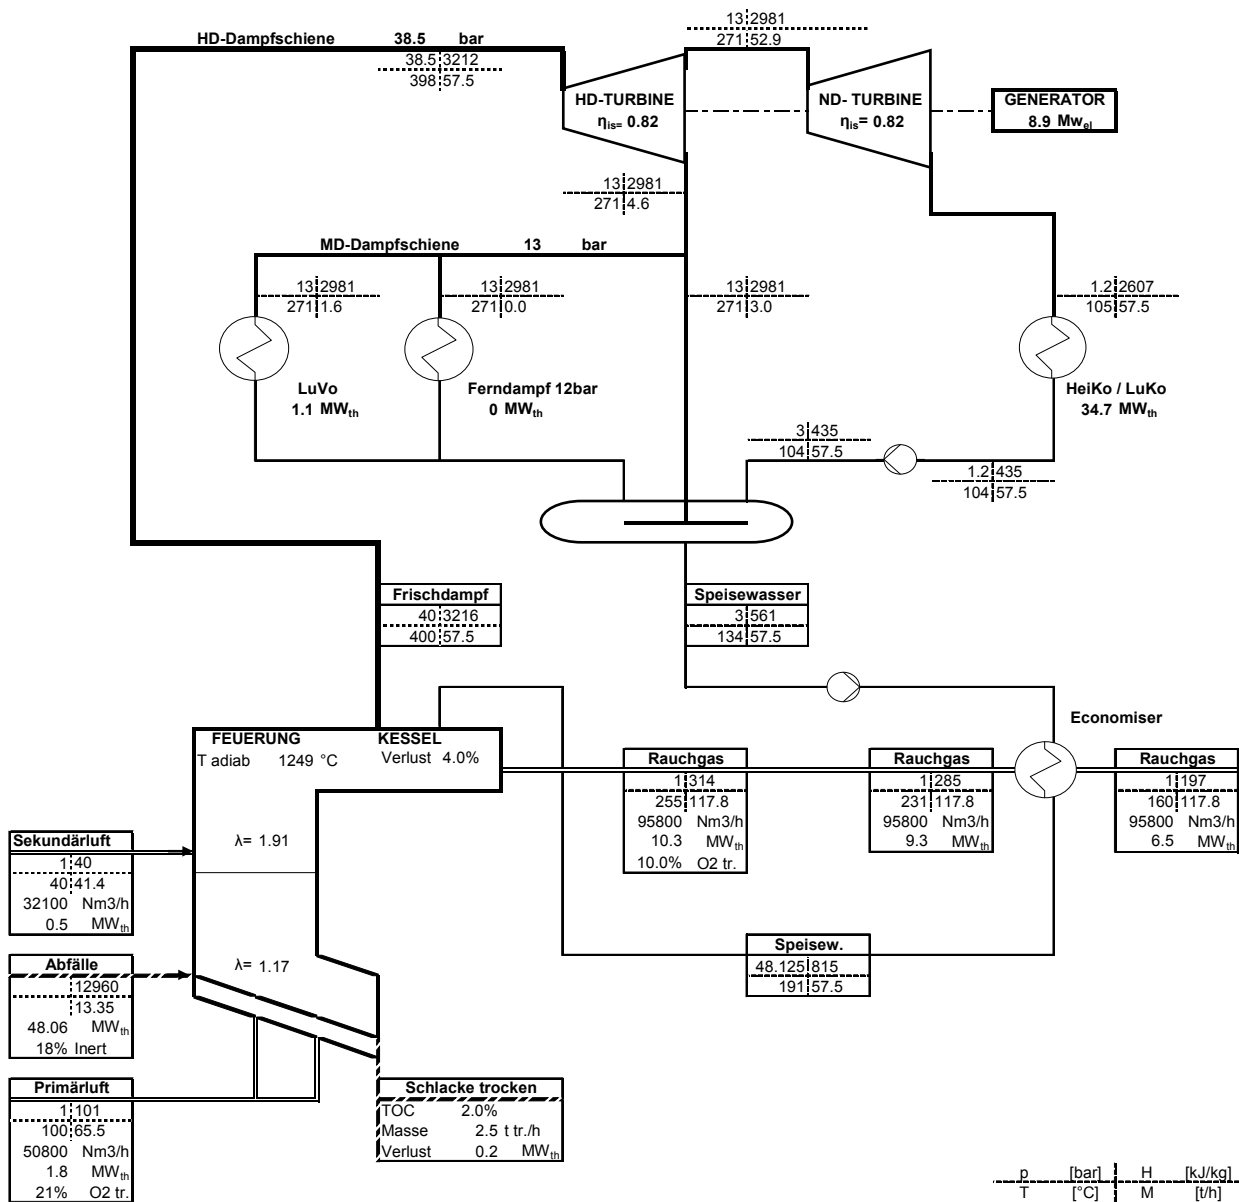 13 2981
271 52.9
HD-Dampfschiene 38.5 bar
38.5 3212
398 57.5
HD-TURBINE
ηis= 0.82
ND- TURBINE
ηis= 0.82
GENERATOR
8.9 Mwel
13 2981
271 4.6
MD-Dampfschiene 13 bar
13 2981
271 1.6
13 2981
271 0.0
13 2981
271 3.0
1.2 2607
105 57.5
LuVo
1.1 MWth
Ferndampf 12bar
0 MWth
HeiKo / LuKo
34.7 MWth
3 435
104 57.5
1.2 435
104 57.5
Frischdampf
40 3216
400 57.5
Speisewasser
3 561
134 57.5
Economiser
FEUERUNG KESSEL
T adiab 1249 °C Verlust 4.0%
Rauchgas
1 314
255 117.8
95800 Nm3/h
10.3 MWth
10.0% O2 tr.
Rauchgas
1 285
231 117.8
95800 Nm3/h
9.3 MWth
Rauchgas
1 197
160 117.8
95800 Nm3/h
6.5 MWth
Sekundärluft
1 40
40 41.4
32100 Nm3/h
0.5 MWth
λ= 1.91
Abfälle
12960
13.35
48.06 MWth
18% Inert
λ= 1.17
Speisew.
48.125 815
191 57.5
Primärluft
1 101
100 65.5
50800 Nm3/h
1.8 MWth
21% O2 tr.
Schlacke trocken
TOC 2.0%
Masse 2.5 t tr./h
Verlust 0.2 MWth
p [bar] H [kJ/kg]
T [°C] M [t/h]